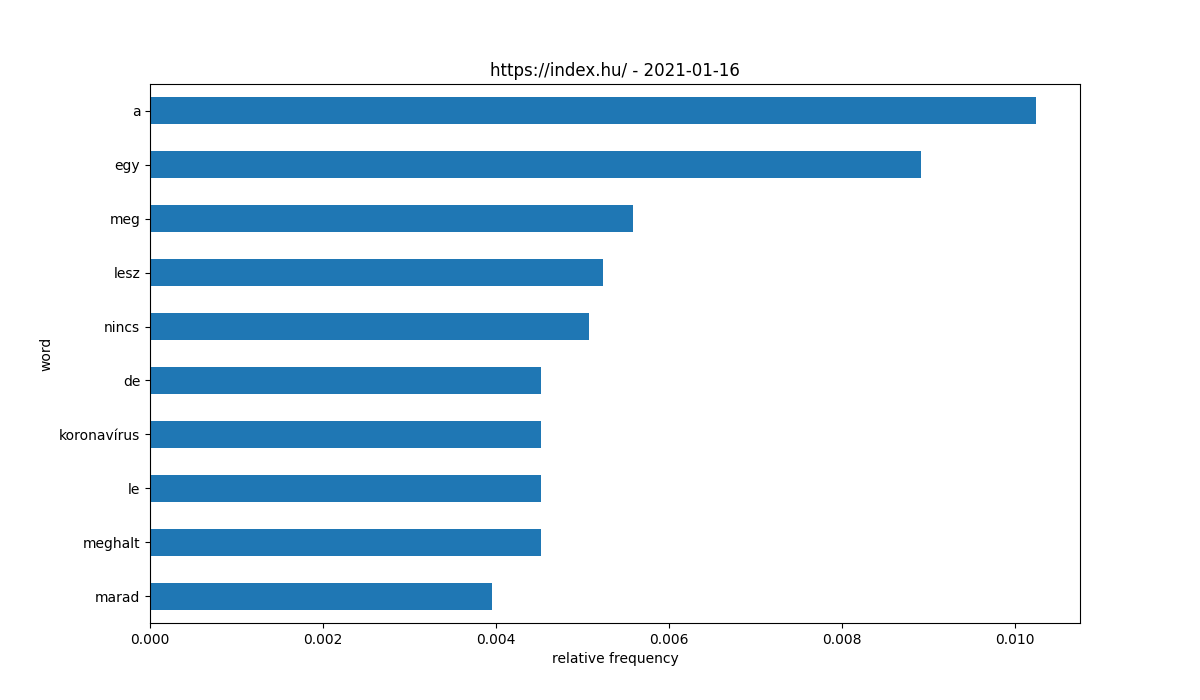 https://index.hu/ - 2021-01-16
a
egy
meg
lesz
nincs
de
koronavírus
le
meghalt
marad
word
0.000 0.002 0.004 0.006 0.008 0.010
relative frequency